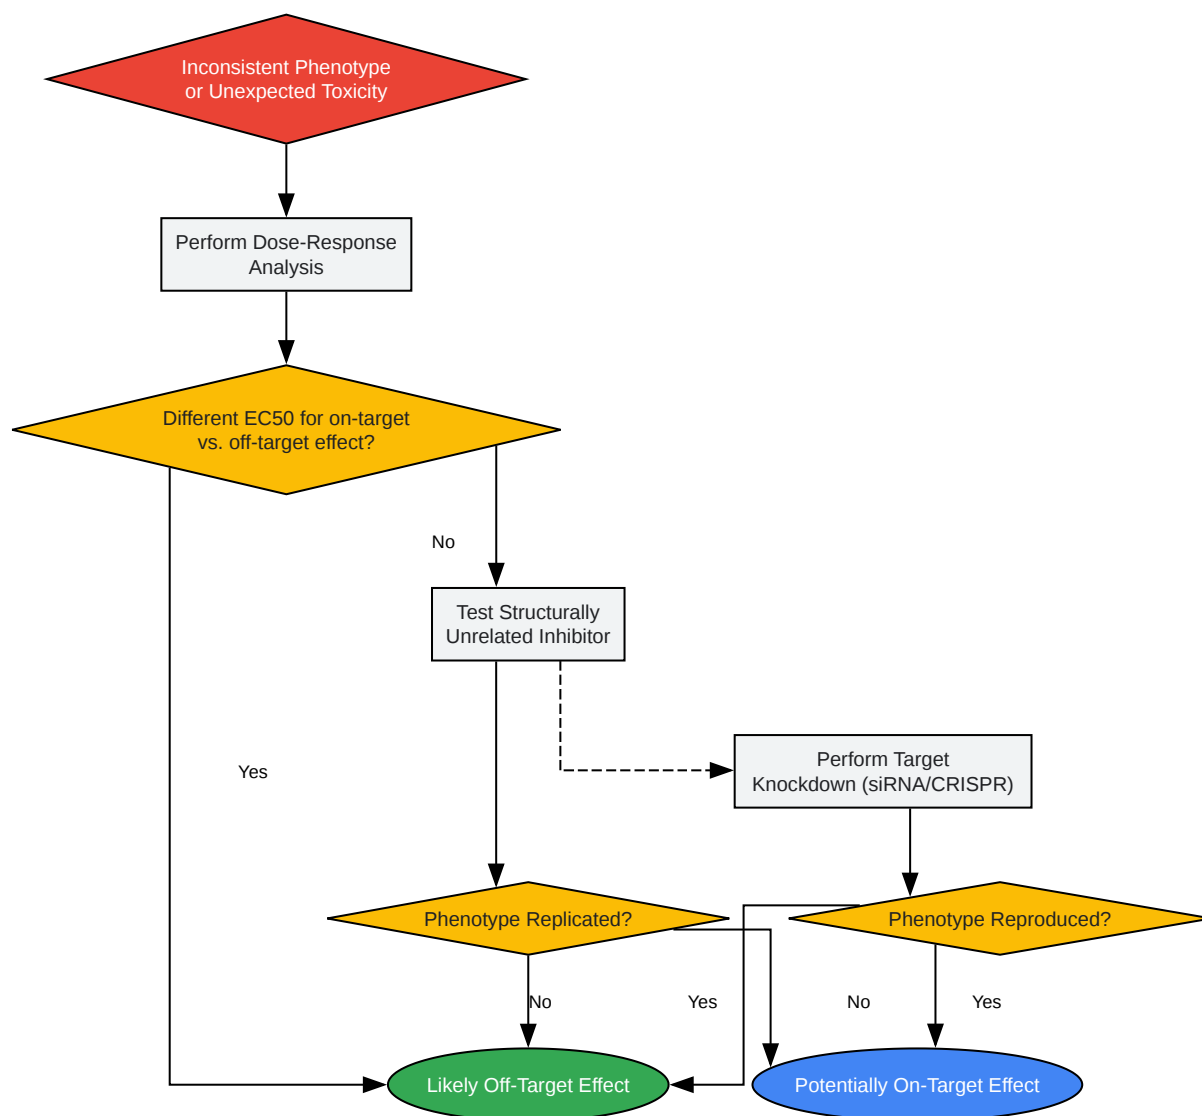 Inconsistent Phenotype
or Unexpected Toxicity
Perform Dose-Response
Analysis
Different EC50 for on-target
vs. off-target effect?
No
Test Structurally
Unrelated Inhibitor
Yes
Perform Target
Knockdown (siRNA/CRISPR)
Phenotype Replicated?
Phenotype Reproduced?
No
Yes
No
Yes
Likely Off-Target Effect
Potentially On-Target Effect